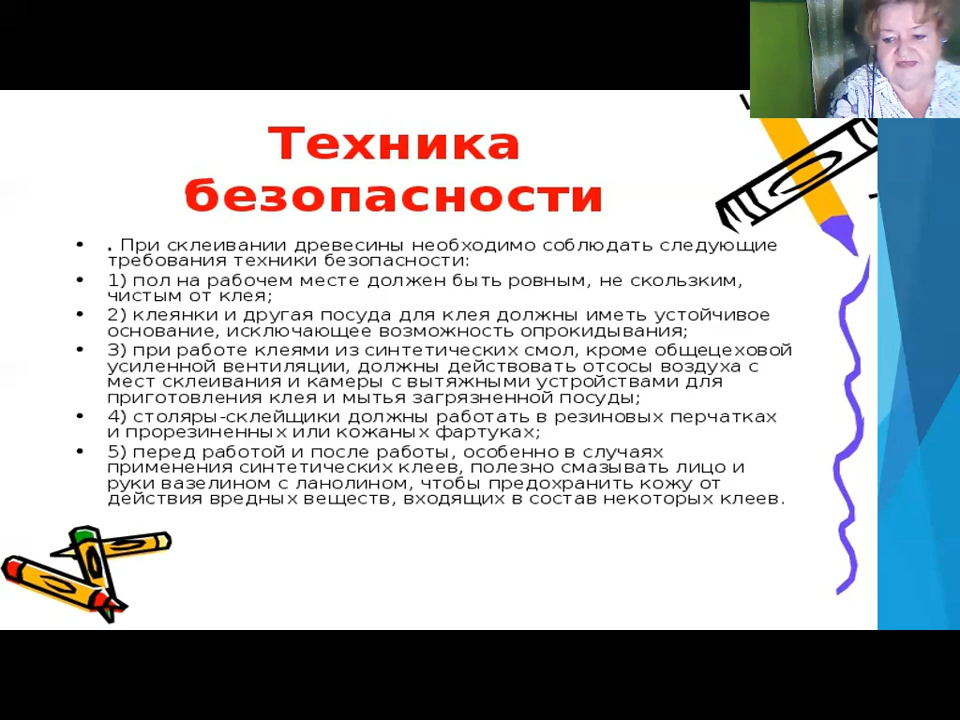 Техника
безопасности
• . При склеивании древесины необходимо соблюдать следующие
требования техники безопасности:
• 1) пол на рабочем месте должен быть ровным, не скользким,
чистым от клея;
• 2) клеянки и другая посуда для клея должны иметь устойчивое
основание, исключающее возможность опрокидывания;
• 3) при работе клеями из синтетических смол, кроме общецеховой
усиленной вентиляции, должны действовать отсосы воздуха с
мест склеивания и камеры с вытяжными устройствами для
приготовления клея и мытья загрязненной посуды;
• 4) столяры-склейщики должны работать в резиновых перчатках
и прорезиненных или кожаных фартуках;
• 5) перед работой и после работы, особенно в случаях
применения синтетических клеев, полезно смазывать лицо и
руки вазелином с ланолином, чтобы предохранить кожу от
действия вредных веществ, входящих в состав некоторых клеев.